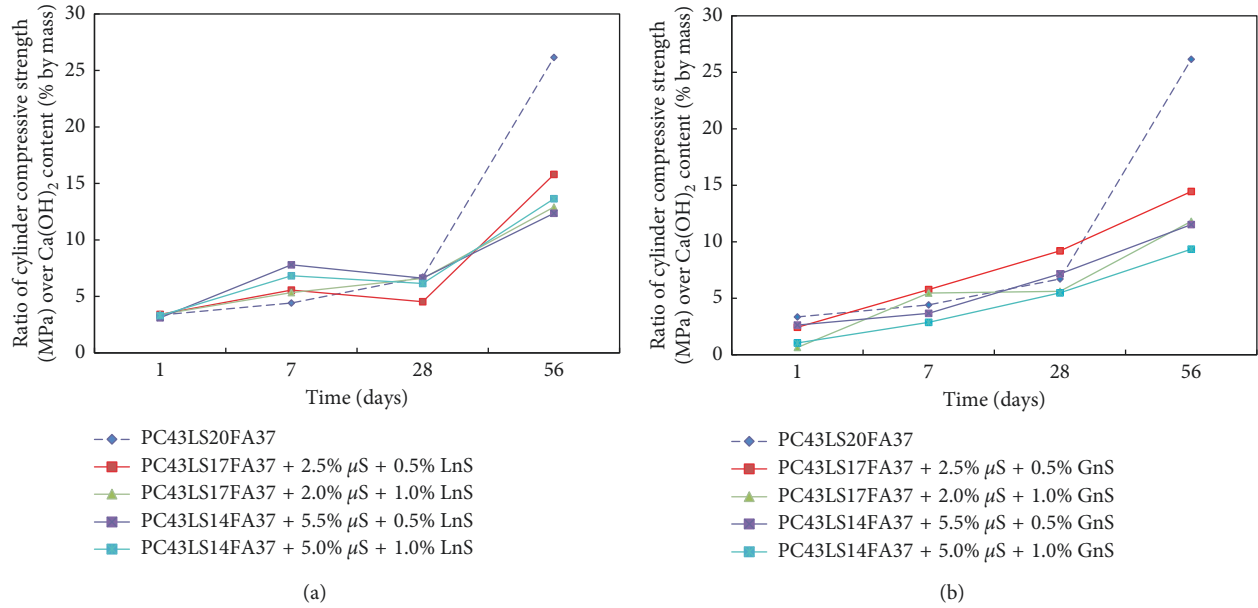 Ratio of cylinder compressive strength
(MPa) over Ca(OH)₂ content (% by mass)
30
25
20
15
10
5
0
1 7 28 56
Time (days)
PC43LS20FA37
PC43LS17FA37 + 2.5% μS + 0.5% LnS
PC43LS17FA37 + 2.0% μS + 1.0% LnS
PC43LS14FA37 + 5.5% μS + 0.5% LnS
PC43LS14FA37 + 5.0% μS + 1.0% LnS
(a)
Ratio of cylinder compressive strength
(MPa) over Ca(OH)₂ content (% by mass)
30
25
20
15
10
5
0
1 7 28 56
Time (days)
PC43LS20FA37
PC43LS17FA37 + 2.5% μS + 0.5% GnS
PC43LS17FA37 + 2.0% μS + 1.0% GnS
PC43LS14FA37 + 5.5% μS + 0.5% GnS
PC43LS14FA37 + 5.0% μS + 1.0% GnS
(b)